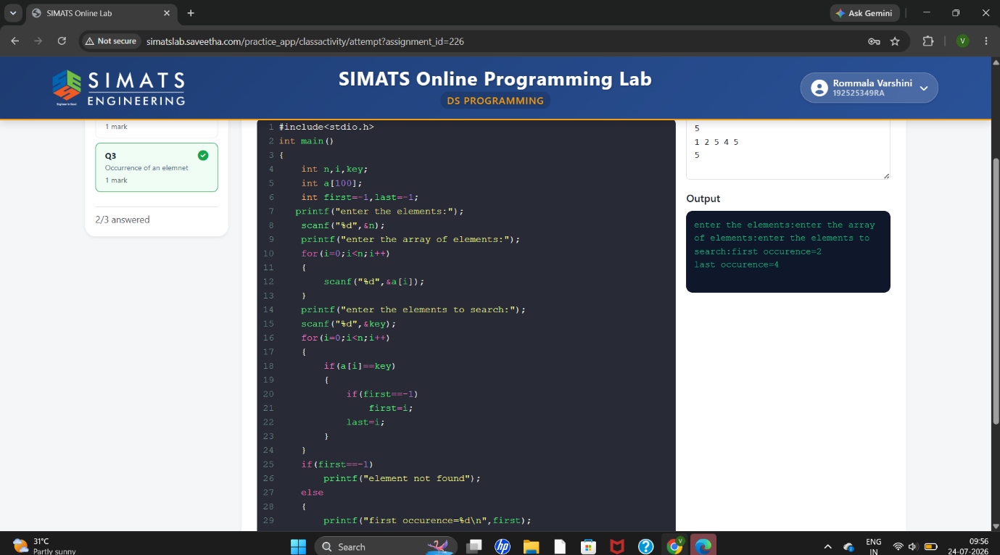 SIMATS Online Lab
Ask Gemini
Not secure
simatslab.saveetha.com/practice_app/classactivity/attempt?assignment_id=226
V
SIMATS
ENGINEERING
SIMATS Online Programming Lab
DS PROGRAMMING
Rommala Varshini
192525349RA
1 mark
Q3
Occurrence of an elemnet
1 mark
2/3 answered
1 #include<stdio.h>
2 int main()
3 {
4 int n,i,key;
5 int a[100];
6 int first=-1,last=-1;
7 printf("enter the elements:");
8 scanf("%d",&n);
9 printf("enter the array of elements:");
10 for(i=0;i<n;i++)
11 {
12 scanf("%d",&a[i]);
13 }
14 printf("enter the elements to search:");
15 scanf("%d",&key);
16 for(i=0;i<n;i++)
17 {
18 if(a[i]==key)
19 {
20 if(first==-1)
21 first=i;
22 last=i;
23 }
24 }
25 if(first==-1)
26 printf("element not found");
27 else
28 {
29 printf("first occurence=%d\n",first);
5
1 2 5 4 5
5
Output
enter the elements:enter the array
of elements:enter the elements to
search:first occurence=2
last occurence=4
31°C
Partly sunny
Search
hp
V
ENG
IN
09:56
24-07-2026